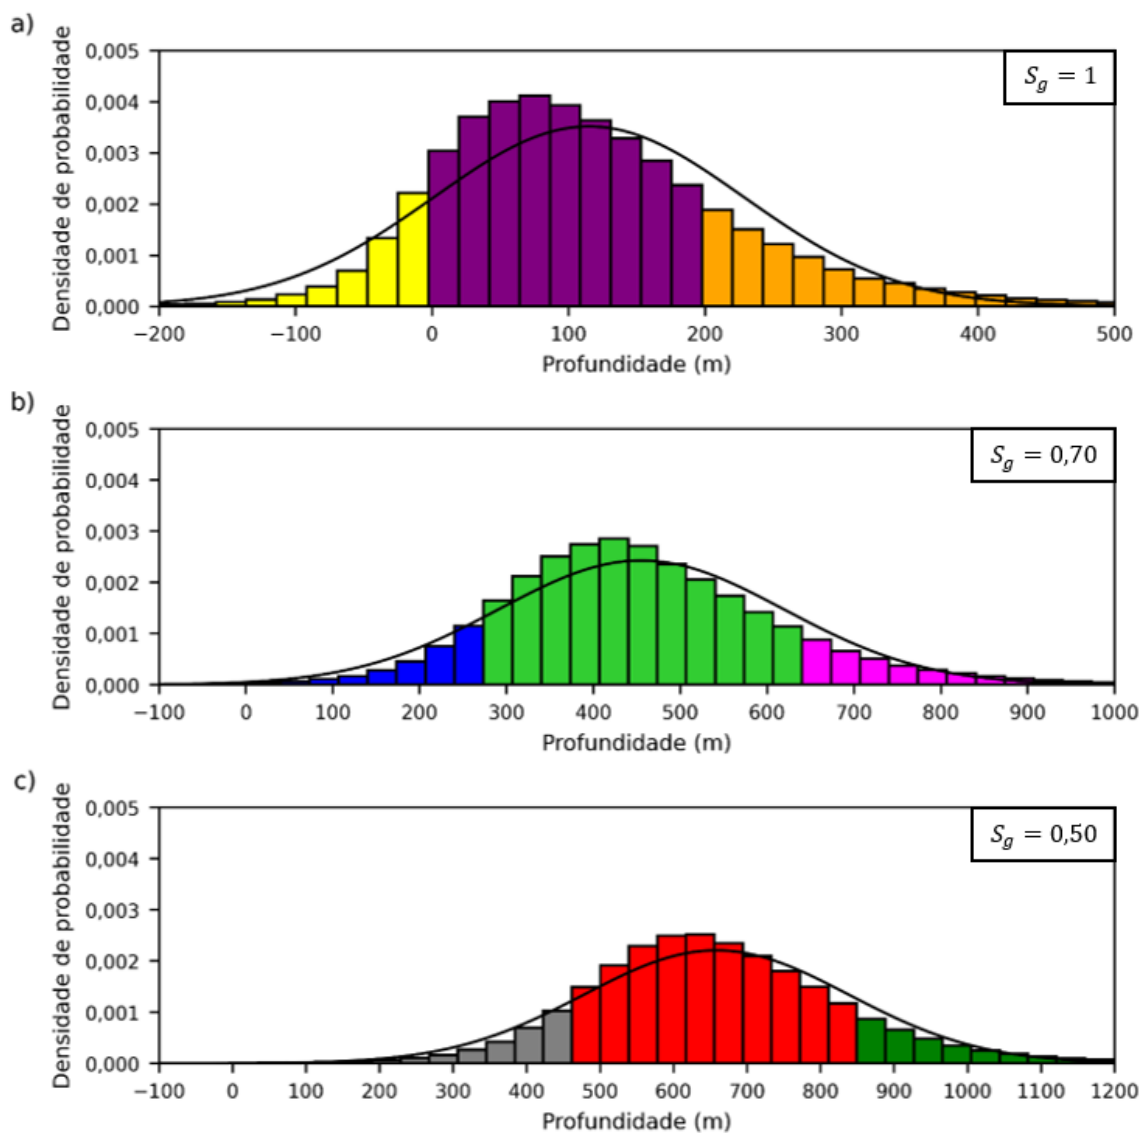 a)
Densidade de probabilidade
0,005
0,004
0,003
0,002
0,001
0,000
S_g = 1
−200 −100 0 100 200 300 400 500
Profundidade (m)
b)
Densidade de probabilidade
0,005
0,004
0,003
0,002
0,001
0,000
S_g = 0,70
−100 0 100 200 300 400 500 600 700 800 900 1000
Profundidade (m)
c)
Densidade de probabilidade
0,005
0,004
0,003
0,002
0,001
0,000
S_g = 0,50
−100 0 100 200 300 400 500 600 700 800 900 1000 1100 1200
Profundidade (m)